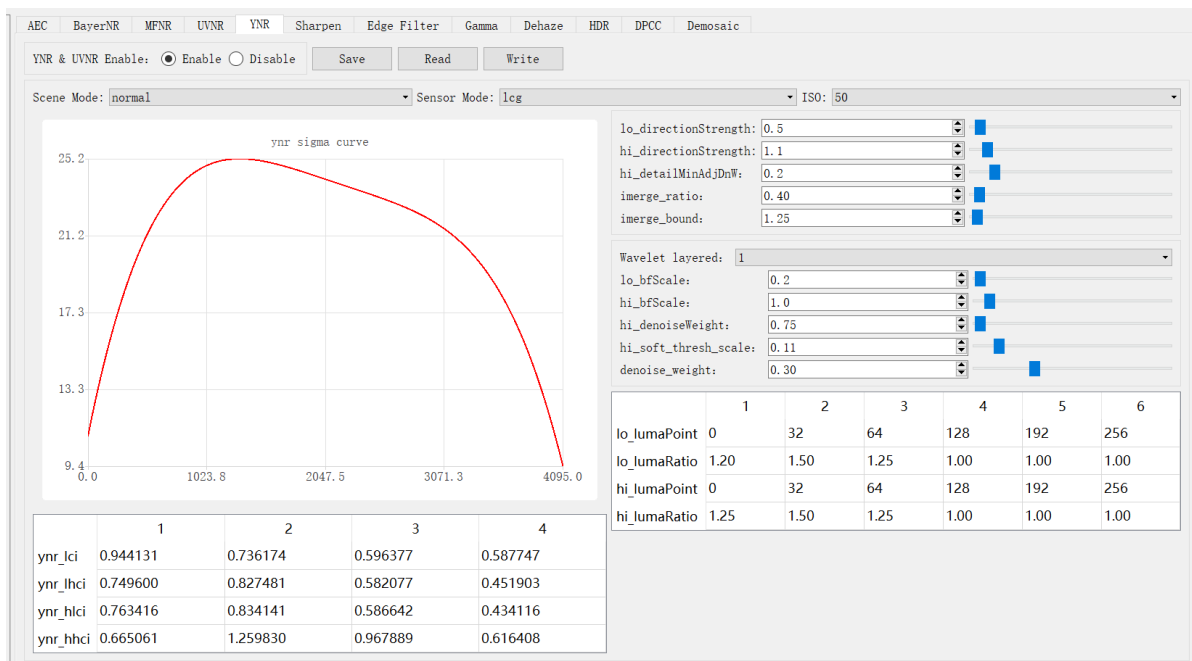 AEC BayerNR MFNR UVNR YNR Sharpen Edge Filter Gamma Dehaze HDR DPCC Demosaic
YNR & UVNR Enable: Enable Disable Save Read Write
Scene Mode: normal Sensor Mode: lcg ISO: 50
ynr sigma curve
25.2
21.2
17.3
13.3
9.4
0.0 1023.8 2047.5 3071.3 4095.0
1 2 3 4
ynr_lci 0.944131 0.736174 0.596377 0.587747
ynr_lhci 0.749600 0.827481 0.582077 0.451903
ynr_hlci 0.763416 0.834141 0.586642 0.434116
ynr_hhci 0.665061 1.259830 0.967889 0.616408
lo_directionStrength: 0.5
hi_directionStrength: 1.1
hi_detailMinAdjDnW: 0.2
imerge_ratio: 0.40
imerge_bound: 1.25
Wavelet layered: 1
lo_bfScale: 0.2
hi_bfScale: 1.0
hi_denoiseWeight: 0.75
hi_soft_thresh_scale: 0.11
denoise_weight: 0.30
1 2 3 4 5 6
lo_lumaPoint 0 32 64 128 192 256
lo_lumaRatio 1.20 1.50 1.25 1.00 1.00 1.00
hi_lumaPoint 0 32 64 128 192 256
hi_lumaRatio 1.25 1.50 1.25 1.00 1.00 1.00